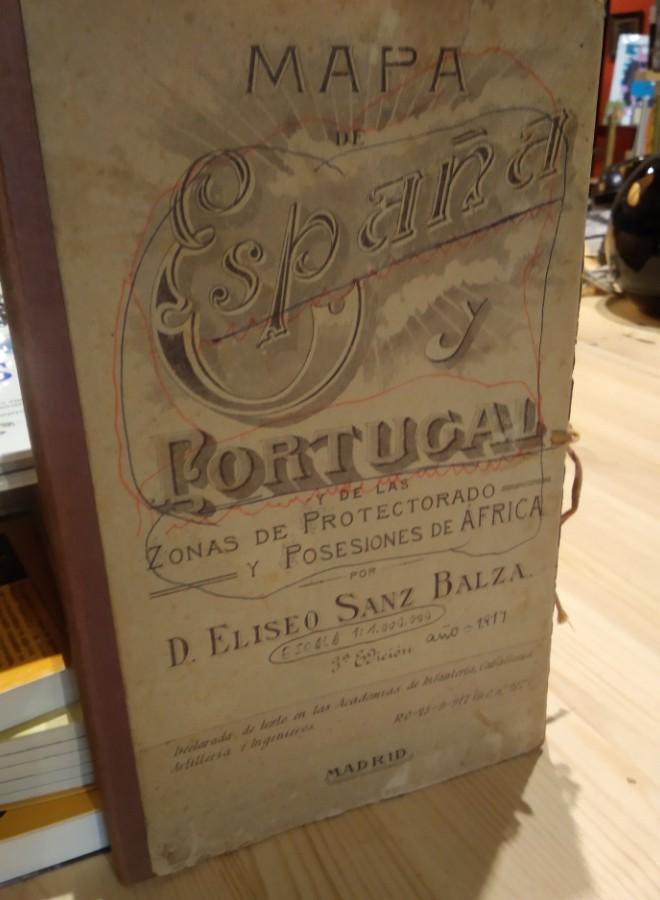 MAPA
DE
España
y
PORTUGAL
Y DE LAS
ZONAS DE PROTECTORADO
Y POSESIONES DE ÁFRICA
POR
D. ELISEO SANZ BALZA.
ESCALA 1:1.000.000
3ª Edición año-1917
Declarada de texto en las Academias de Infantería, Caballería
Artillería é Ingenieros.
MADRID